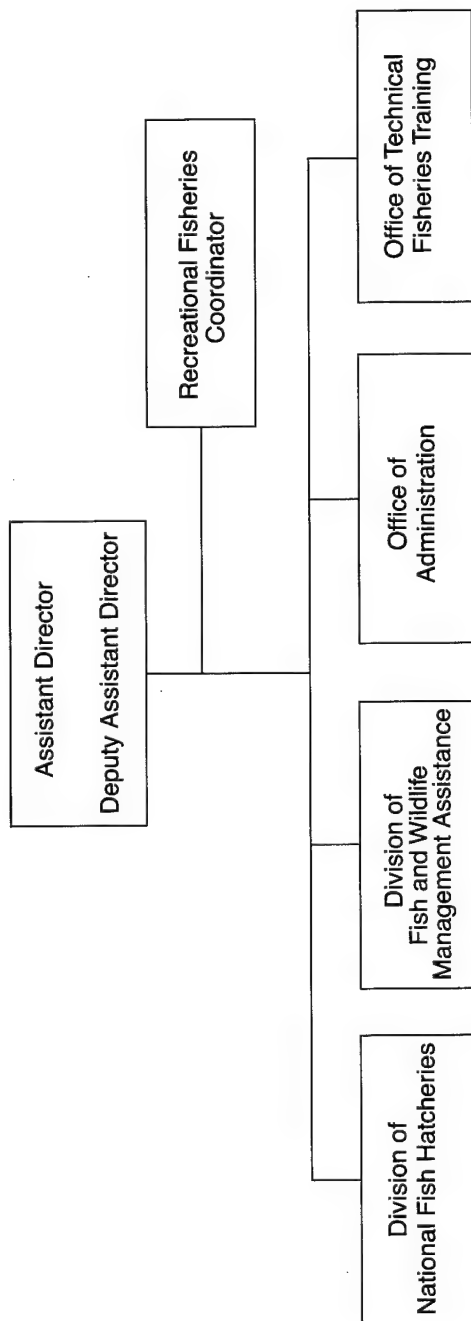 Assistant Director
Deputy Assistant Director
Recreational Fisheries
Coordinator
Division of
National Fish Hatcheries
Division of
Fish and Wildlife
Management Assistance
Office of
Administration
Office of Technical
Fisheries Training